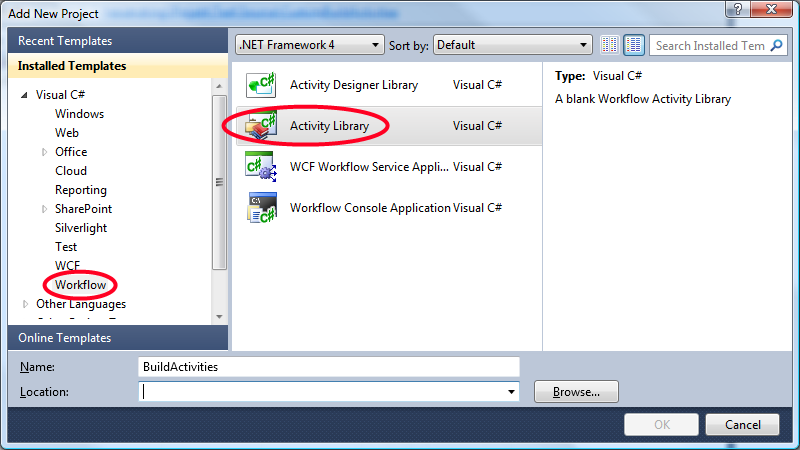 Add New Project
Recent Templates
Installed Templates
Visual C#
Windows
Web
Office
Cloud
Reporting
SharePoint
Silverlight
Test
WCF
Workflow
Other Languages
Online Templates
.NET Framework 4
Sort by: Default
Search Installed Tem
Activity Designer Library Visual C#
Activity Library Visual C#
WCF Workflow Service Appli... Visual C#
Workflow Console Application Visual C#
Type: Visual C#
A blank Workflow Activity Library
Name: BuildActivities
Location:
Browse...
OK Cancel